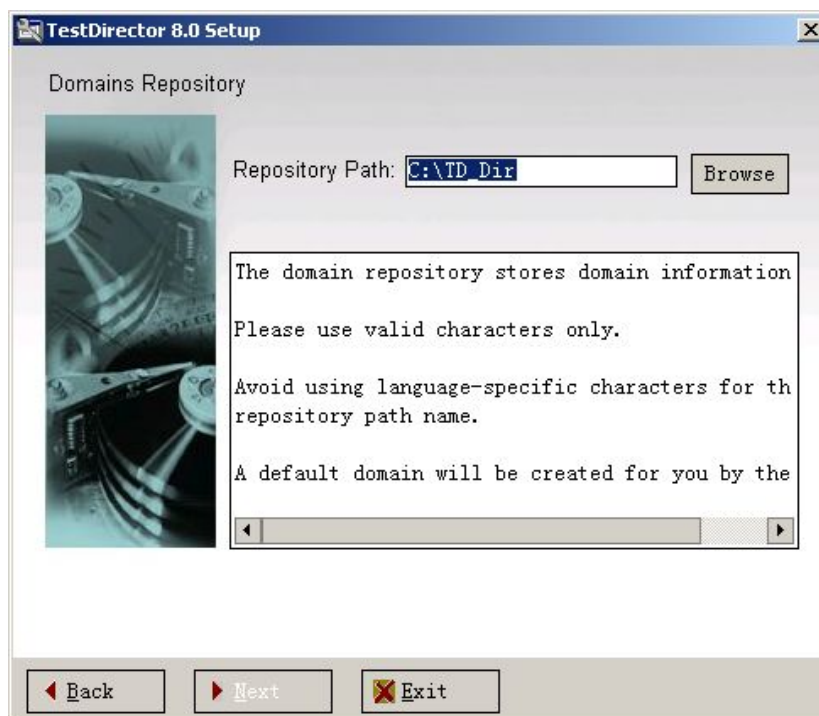 TestDirector 8.0 Setup
Domains Repository
Repository Path: C:\TD_Dir Browse
The domain repository stores domain information
Please use valid characters only.
Avoid using language-specific characters for th
repository path name.
A default domain will be created for you by the
Back Next Exit